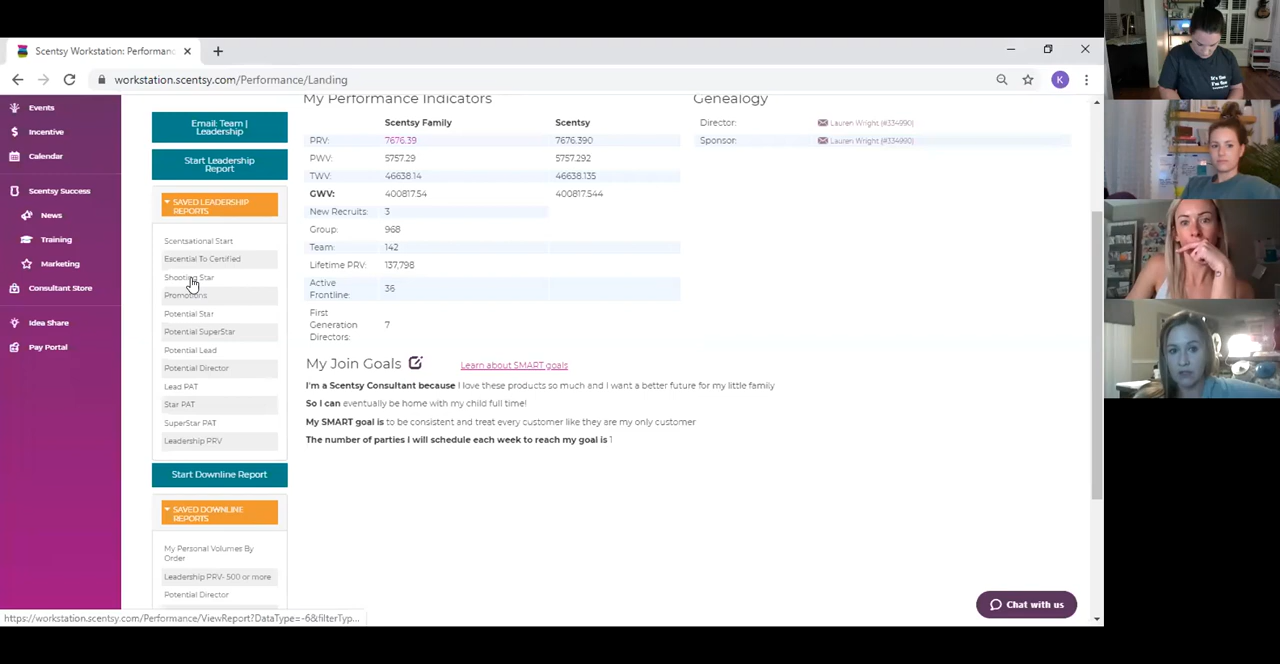 Scentsy Workstation: Performan
workstation.scentsy.com/Performance/Landing
K
Events
Incentive
Calendar
Scentsy Success
News
Training
Marketing
Consultant Store
Idea Share
Pay Portal
Email: Team |
Leadership
Start Leadership
Report
SAVED LEADERSHIP
REPORTS
Scentsational Start
Essential To Certified
Shooting Star
Promotions
Potential Star
Potential SuperStar
Potential Lead
Potential Director
Lead PAT
Star PAT
SuperStar PAT
Leadership PRV
Start Downline Report
SAVED DOWNLINE
REPORTS
My Personal Volumes By
Order
Leadership PRV- 500 or more
Potential Director
My Performance Indicators
Scentsy Family Scentsy
PRV: 7676.39 7676.390
PWV: 5757.29 5757.292
TWV: 46638.14 46638.135
GWV: 400817.54 400817.544
New Recruits: 3
Group: 968
Team: 142
Lifetime PRV: 137,798
Active
Frontline: 36
First
Generation 7
Directors:
Genealogy
Director: Lauren Wright (#334990)
Sponsor: Lauren Wright (#334990)
My Join Goals Learn about SMART goals
I'm a Scentsy Consultant because I love these products so much and I want a better future for my little family
So I can eventually be home with my child full time!
My SMART goal is to be consistent and treat every customer like they are my only customer
The number of parties I will schedule each week to reach my goal is 1
Chat with us
https://workstation.scentsy.com/Performance/ViewReport?DataType=-6&filterTyp...